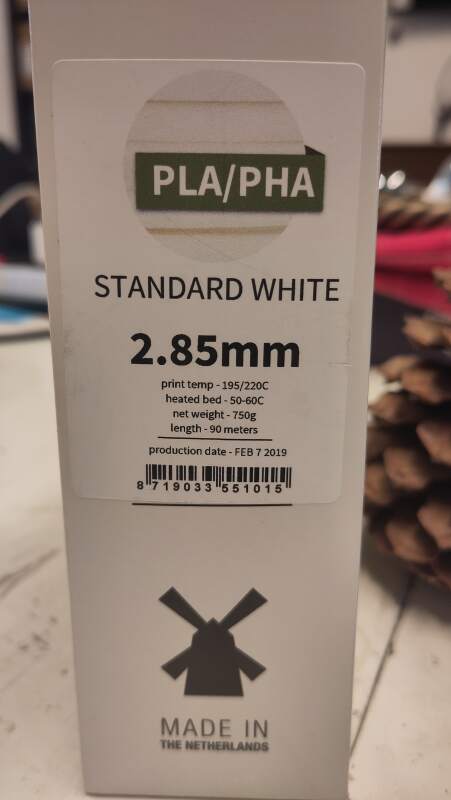 PLA/PHA
STANDARD WHITE
2.85mm
print temp - 195/220C
heated bed - 50-60C
net weight - 750g
length - 90 meters
production date - FEB 7 2019
8 719033 551015
MADE IN
THE NETHERLANDS